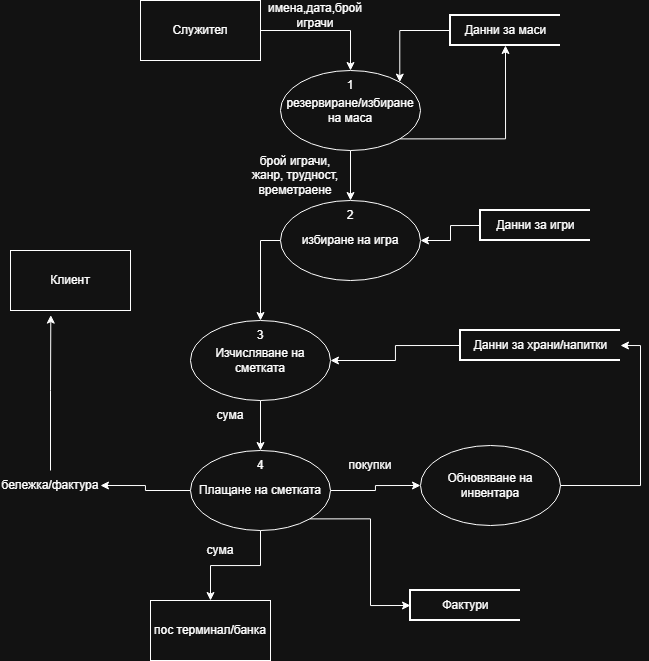 имена,дата,брой
играчи
Служител
Данни за маси
1
резервиране/избиране
на маса
брой играчи,
жанр, трудност,
времетраене
2
избиране на игра
Данни за игри
Клиент
3
Изчисляване на
сметката
Данни за храни/напитки
сума
4
Плащане на сметката
покупки
Обновяване на
инвентара
бележка/фактура
сума
Фактури
пос терминал/банка